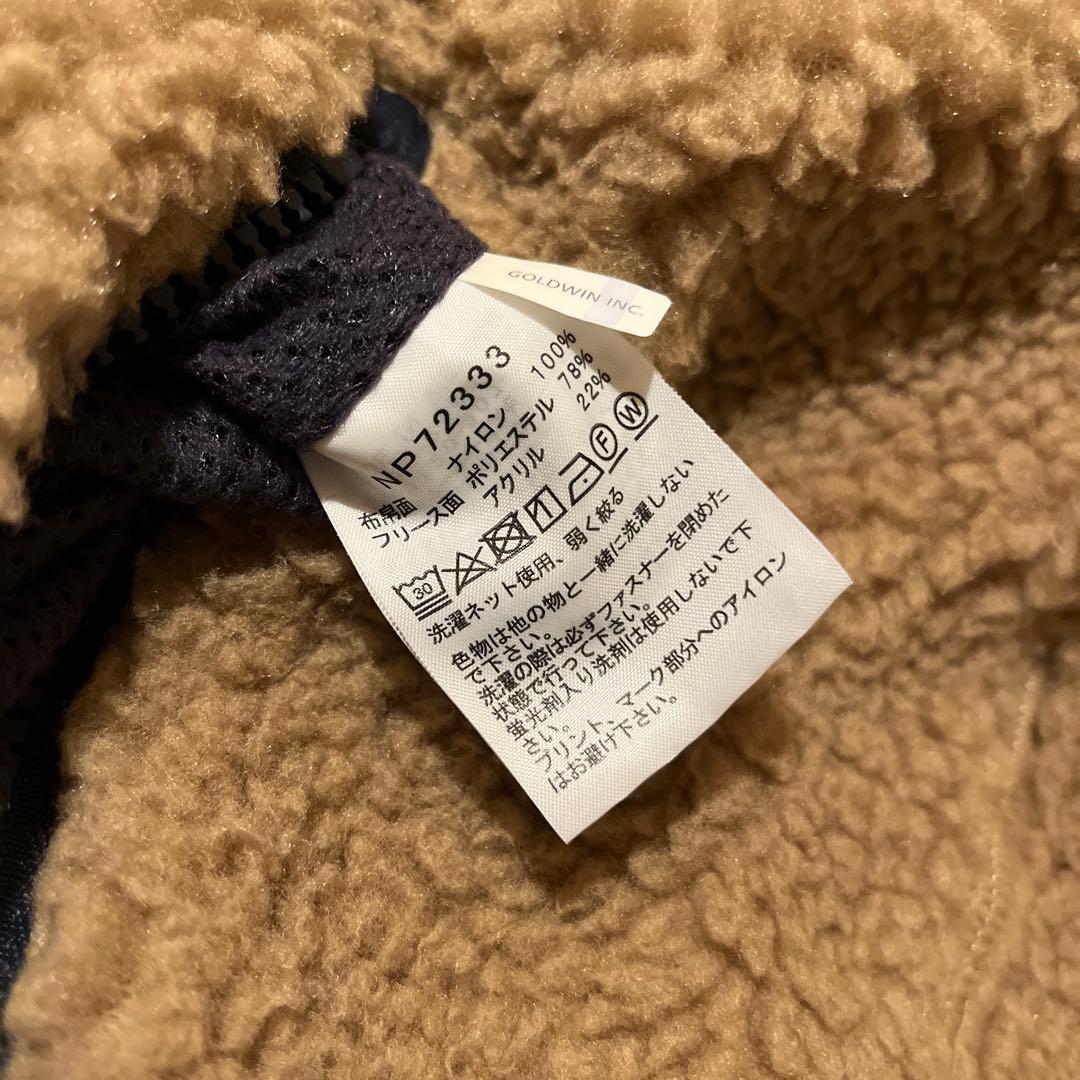 GOLDWIN INC.
NP72333
布帛面 ナイロン 100%
フリース面 ポリエステル 78%
アクリル 22%
30 F W
洗濯ネット使用、弱く絞る
色物は他の物と一緒に洗濯しない
で下さい。
洗濯の際は必ずファスナーを閉めた
状態で行って下さい。
蛍光剤入り洗剤は使用しないで下
さい。
プリント、マーク部分へのアイロン
はお避け下さい。